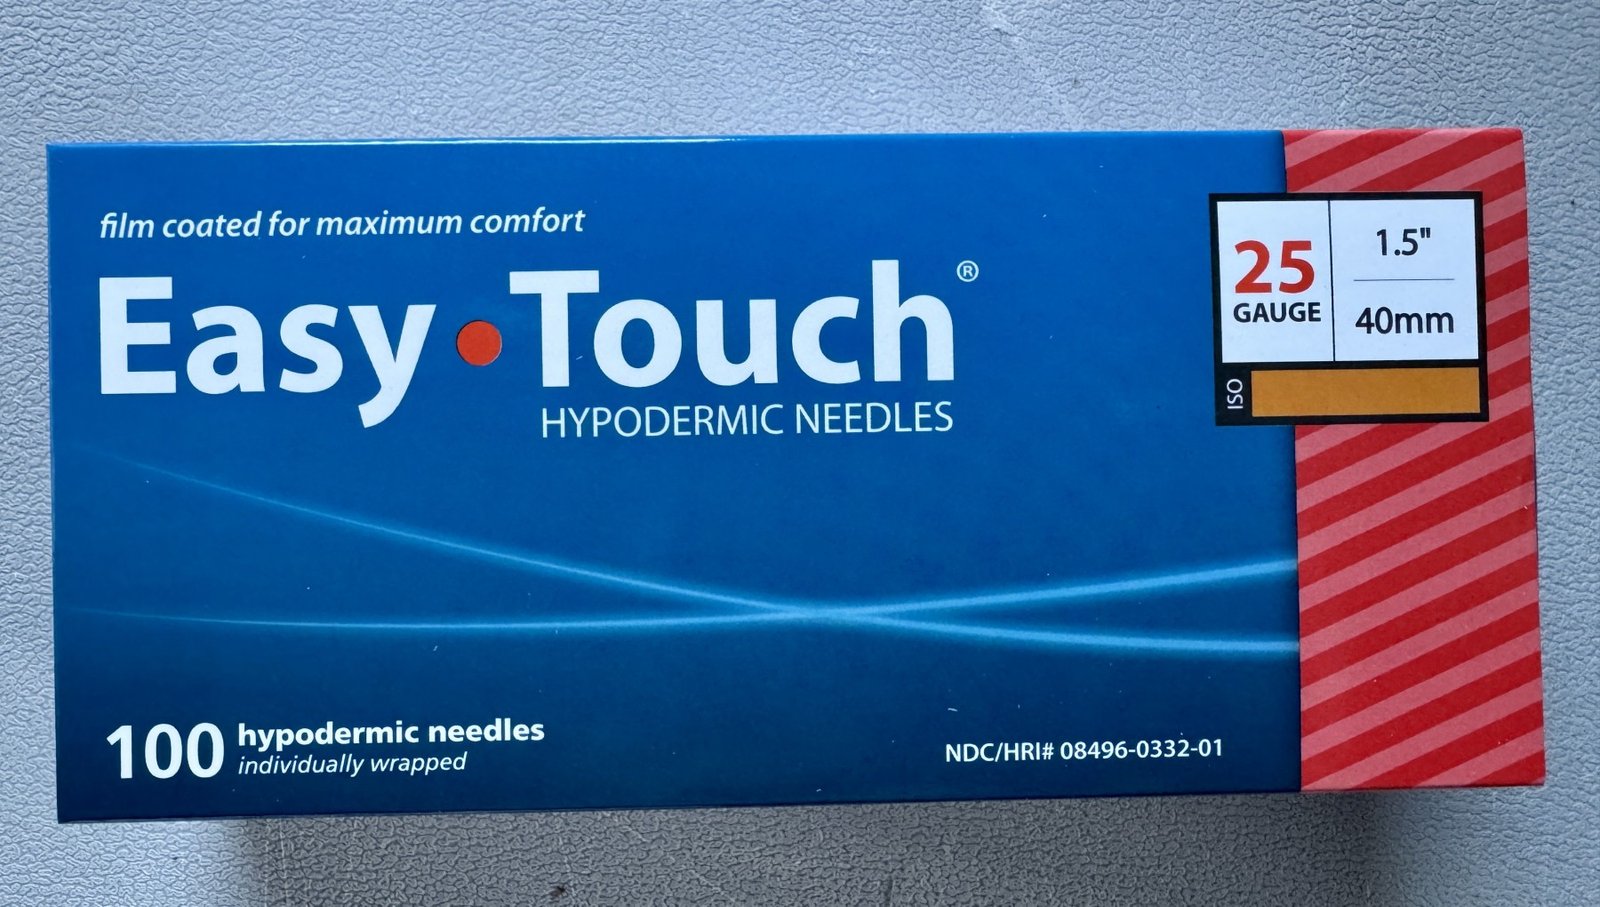 film coated for maximum comfort
Easy•Touch®
HYPODERMIC NEEDLES
25
GAUGE
1.5"
40mm
ISO
100 hypodermic needles
individually wrapped
NDC/HRI# 08496-0332-01